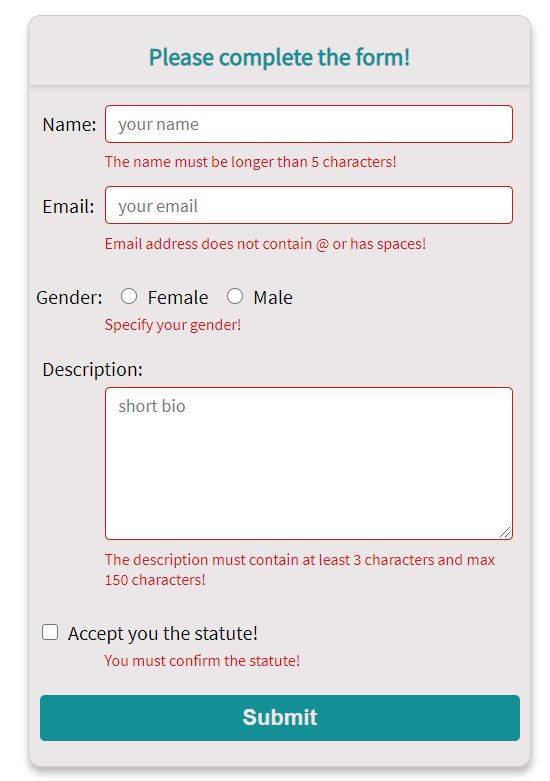 Please complete the form!
Name: your name
The name must be longer than 5 characters!
Email: your email
Email address does not contain @ or has spaces!
Gender: Female Male
Specify your gender!
Description:
short bio
The description must contain at least 3 characters and max
150 characters!
Accept you the statute!
You must confirm the statute!
Submit